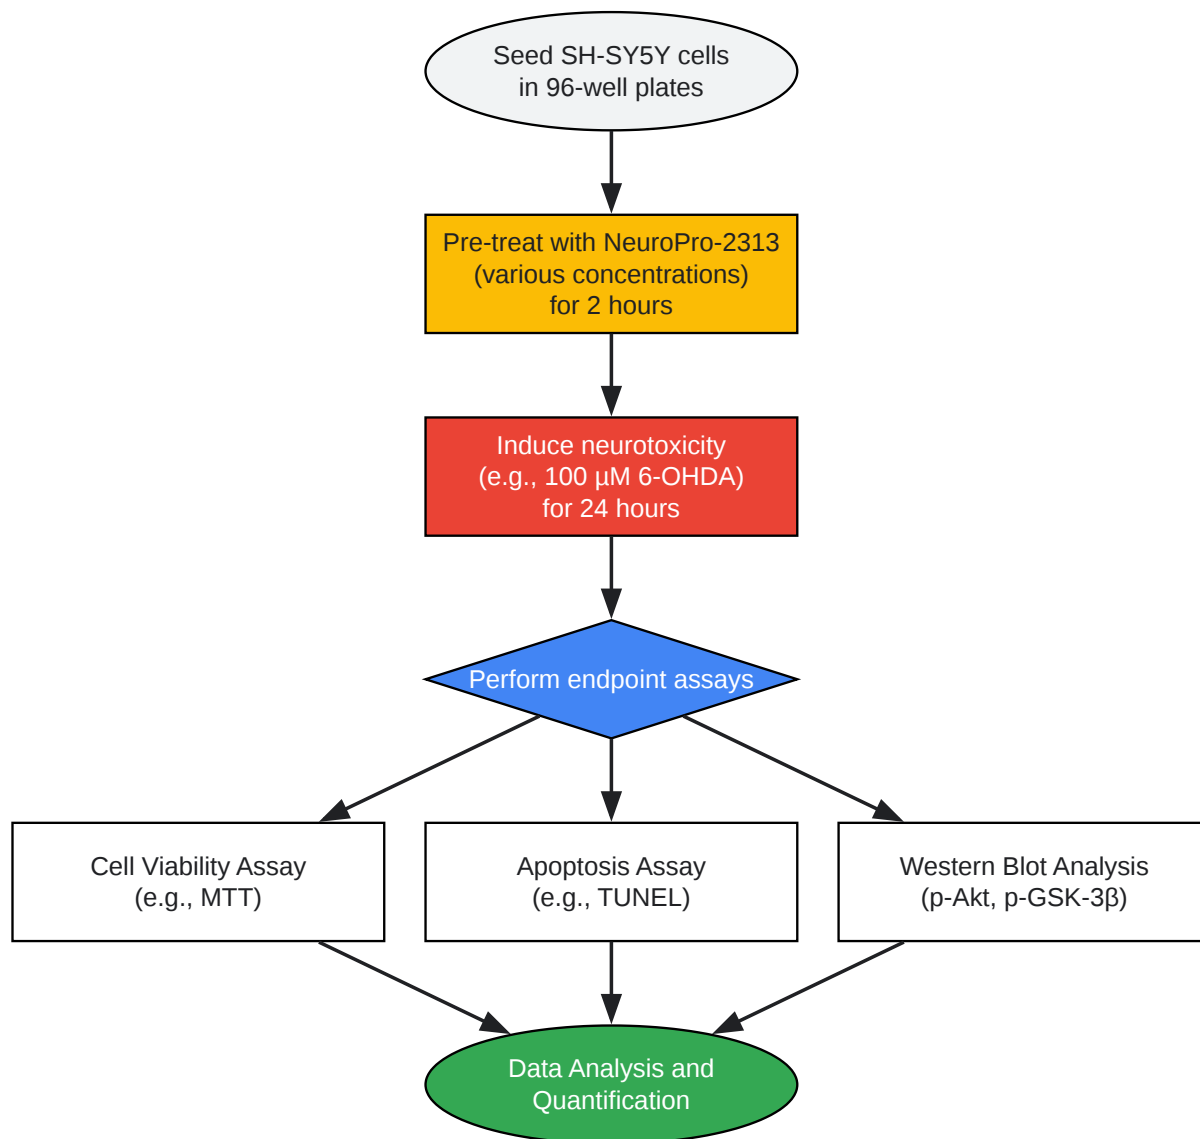 Seed SH-SY5Y cells
in 96-well plates
Pre-treat with NeuroPro-2313
(various concentrations)
for 2 hours
Induce neurotoxicity
(e.g., 100 µM 6-OHDA)
for 24 hours
Perform endpoint assays
Cell Viability Assay
(e.g., MTT)
Apoptosis Assay
(e.g., TUNEL)
Western Blot Analysis
(p-Akt, p-GSK-3β)
Data Analysis and
Quantification